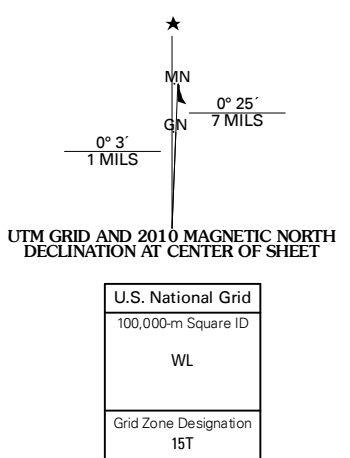 MN
0° 25´
7 MILS
GN
0° 3´
1 MILS
UTM GRID AND 2010 MAGNETIC NORTH
DECLINATION AT CENTER OF SHEET
U.S. National Grid
100,000-m Square ID
WL
Grid Zone Designation
15T